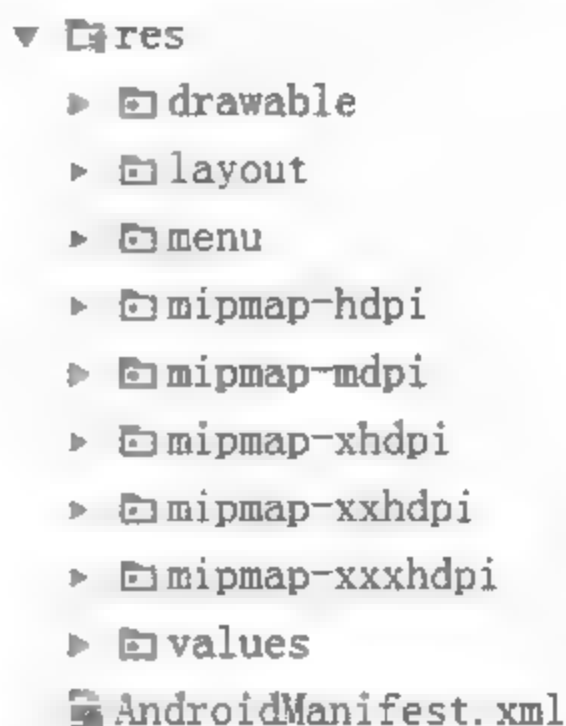 res
drawable
layout
menu
mipmap-hdpi
mipmap-mdpi
mipmap-xhdpi
mipmap-xxhdpi
mipmap-xxxhdpi
values
AndroidManifest.xml